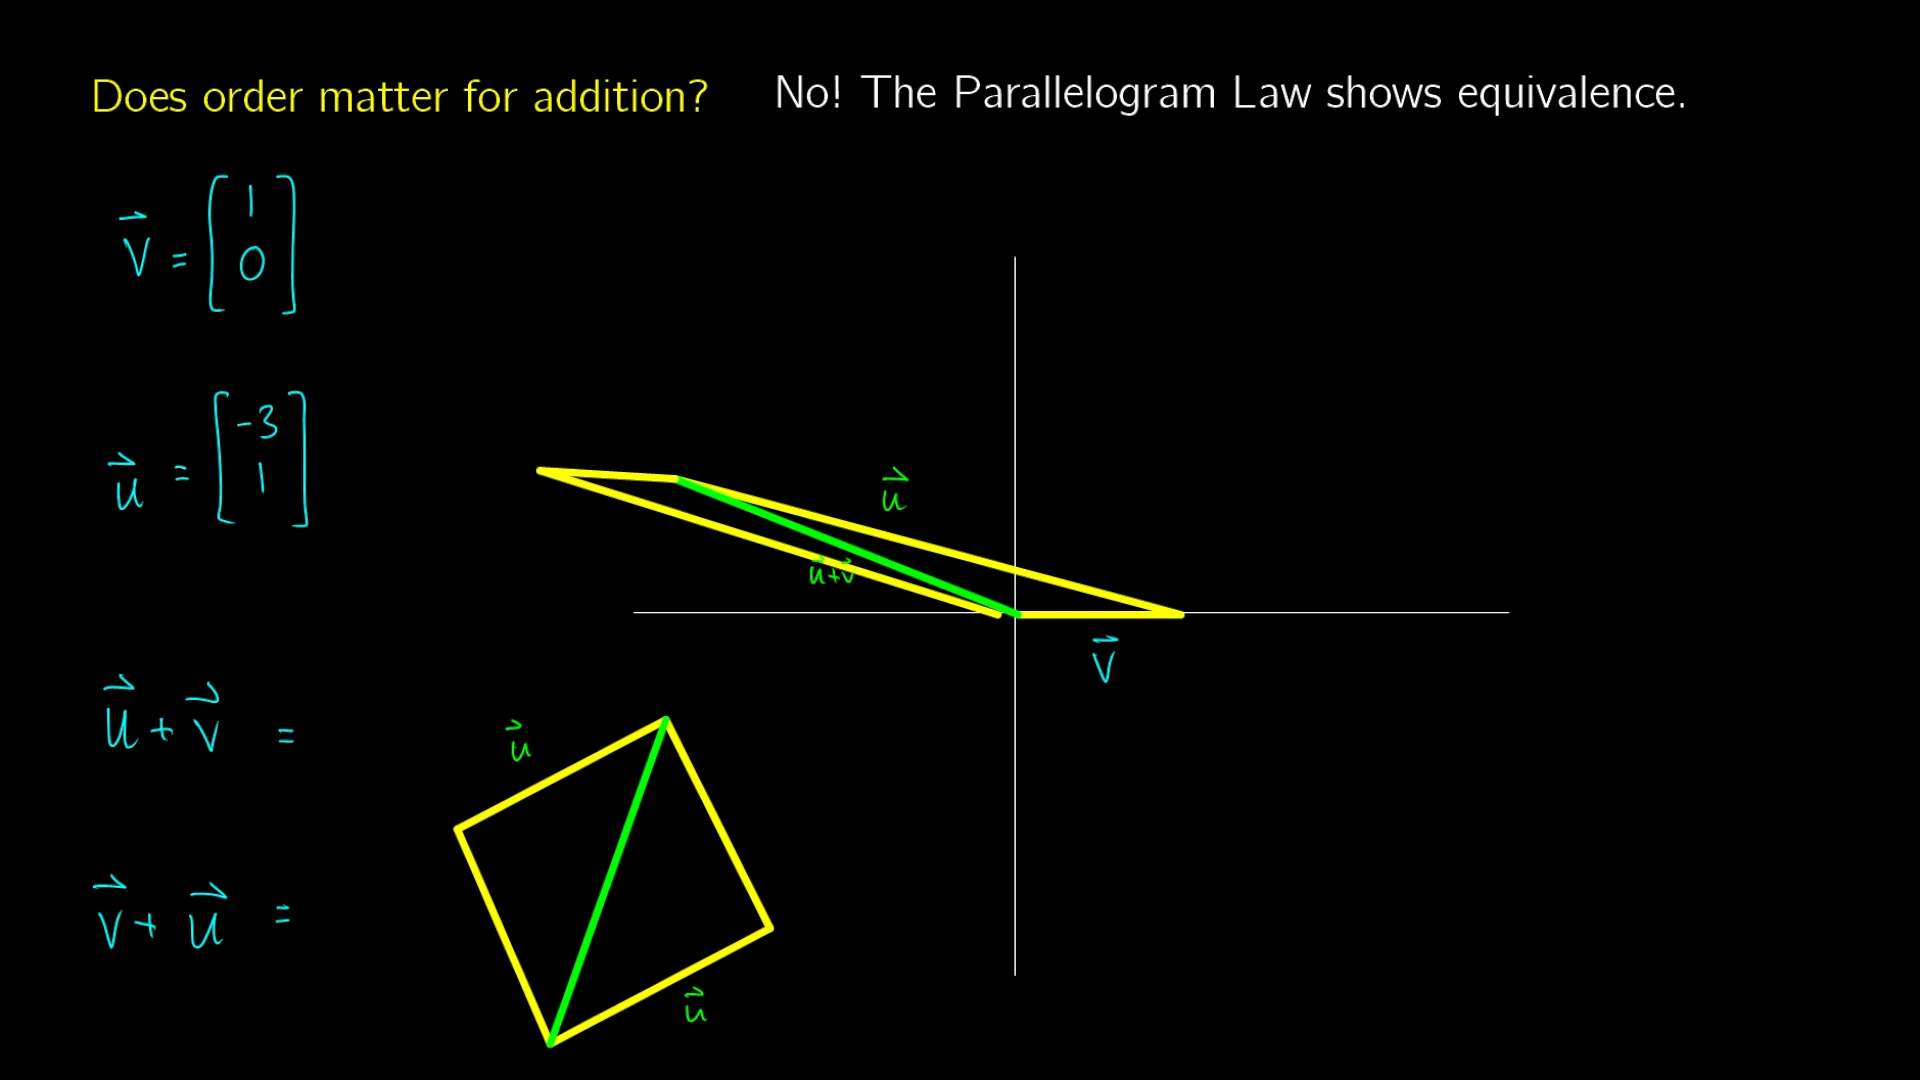 Does order matter for addition? No! The Parallelogram Law shows equivalence.
v⃗ = [1 0]
u⃗ = [-3 1]
u⃗
u⃗+v⃗
v⃗
u⃗ + v⃗ =
u⃗
v⃗ + u⃗ =
u⃗